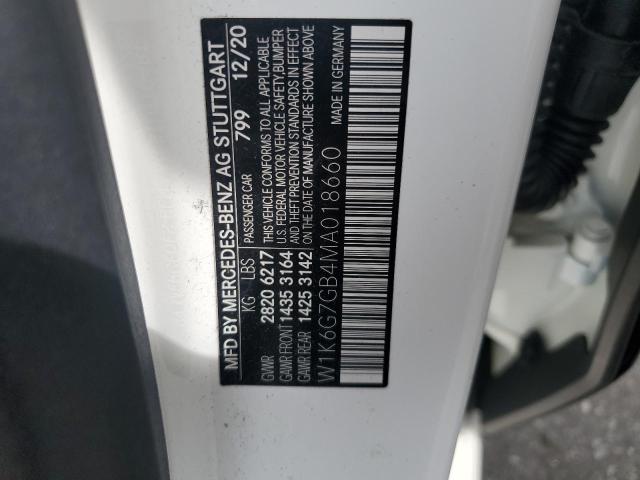 MFD BY MERCEDES-BENZ AG STUTTGART
KG LBS PASSENGER CAR 799 12/20
GVWR 2820 6217 THIS VEHICLE CONFORMS TO ALL APPLICABLE
GAWR FRONT 1435 3164 U.S. FEDERAL MOTOR VEHICLE SAFETY,BUMPER
GAWR REAR 1425 3142 AND THEFT PREVENTION STANDARDS IN EFFECT
ON THE DATE OF MANUFACTURE SHOWN ABOVE
W1K6G7GB4MA018660 MADE IN GERMANY